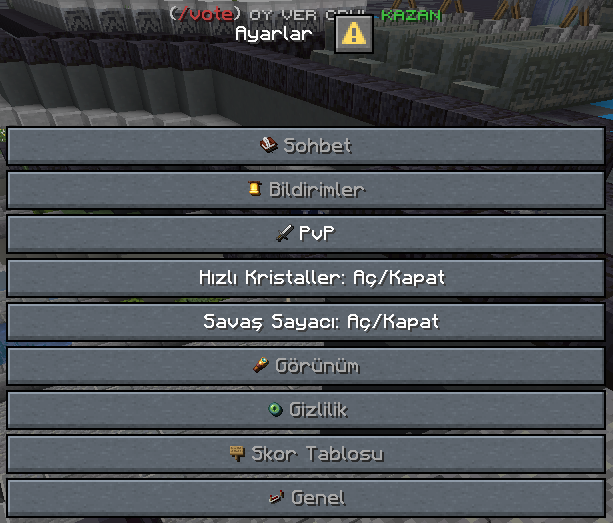 (/vote) OY VER KAZAN
Ayarlar
Sohbet
Bildirimler
PvP
Hızlı Kristaller: Aç/Kapat
Savaş Sayacı: Aç/Kapat
Görünüm
Gizlilik
Skor Tablosu
Genel